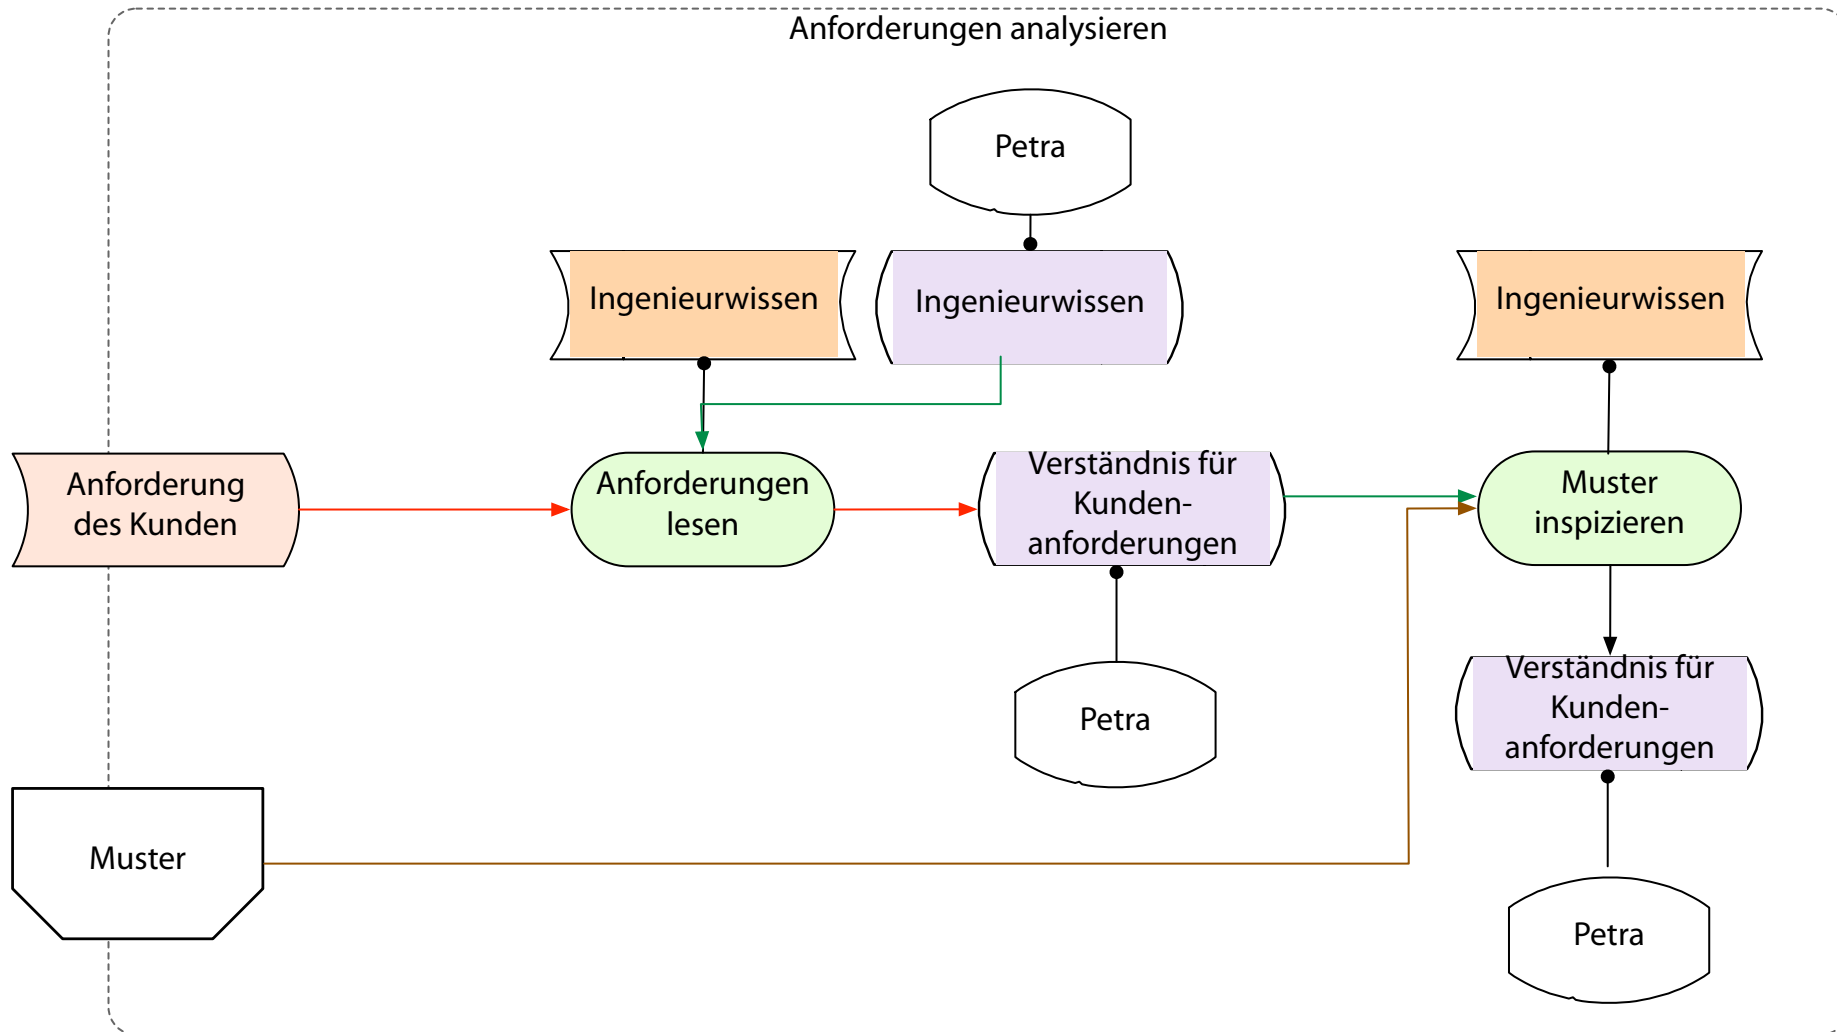 Anforderungen analysieren
Petra
Ingenieurwissen
Ingenieurwissen
Ingenieurwissen
Anforderung
des Kunden
Anforderungen
lesen
Verständnis für
Kunden-
anforderungen
Muster
inspizieren
Petra
Verständnis für
Kunden-
anforderungen
Muster
Petra